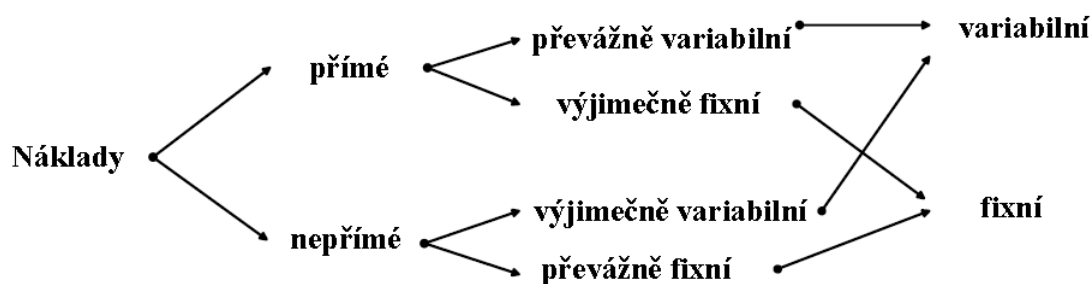 Náklady
přímé
nepřímé
převážně variabilní
výjimečně fixní
výjimečně variabilní
převážně fixní
variabilní
fixní